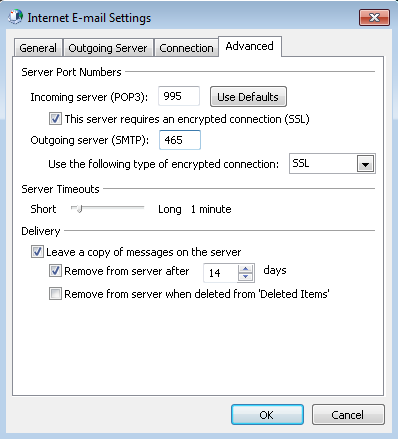 Internet E-mail Settings
General Outgoing Server Connection Advanced
Server Port Numbers
Incoming server (POP3): 995 Use Defaults
This server requires an encrypted connection (SSL)
Outgoing server (SMTP): 465
Use the following type of encrypted connection: SSL
Server Timeouts
Short Long 1 minute
Delivery
Leave a copy of messages on the server
Remove from server after 14 days
Remove from server when deleted from 'Deleted Items'
OK Cancel